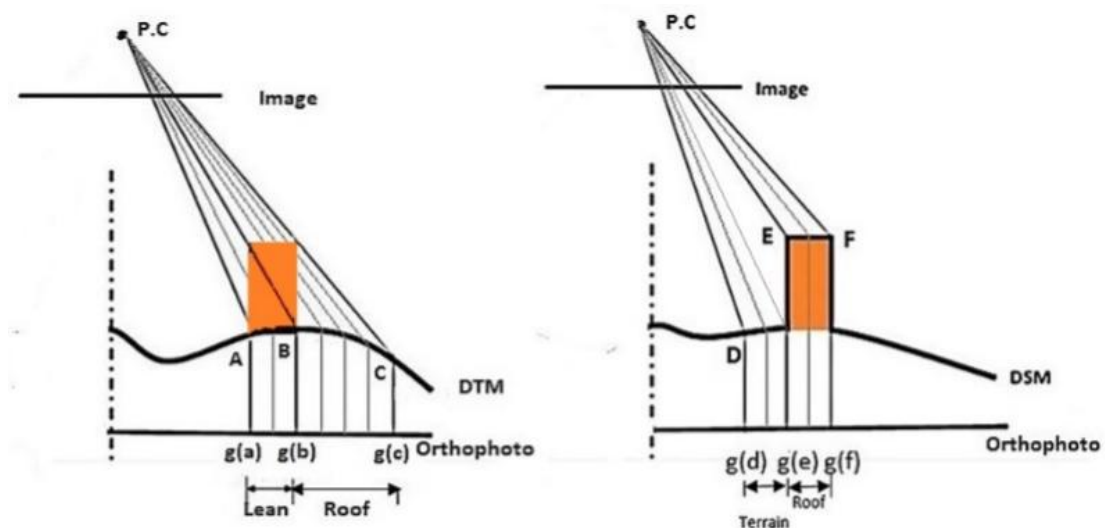 P.C
Image
A
B
C
DTM
g(a)
g(b)
g(c)
Orthophoto
Lean
Roof
P.C
Image
E
F
D
DSM
Orthophoto
g(d)
g(e)
g(f)
Roof
Terrain